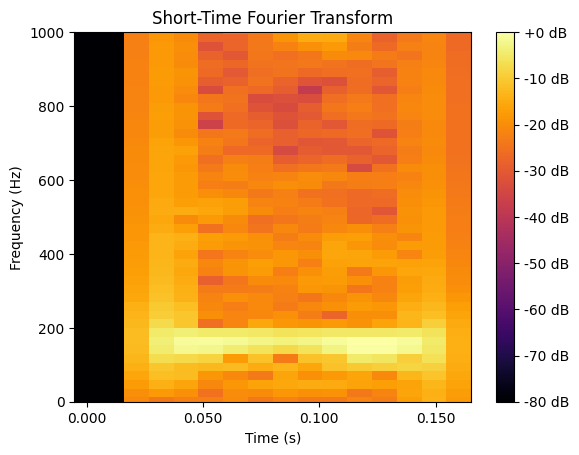 Short-Time Fourier Transform
1000
800
600
400
200
0
Frequency (Hz)
0.000
0.050
0.100
0.150
Time (s)
+0 dB
-10 dB
-20 dB
-30 dB
-40 dB
-50 dB
-60 dB
-70 dB
-80 dB